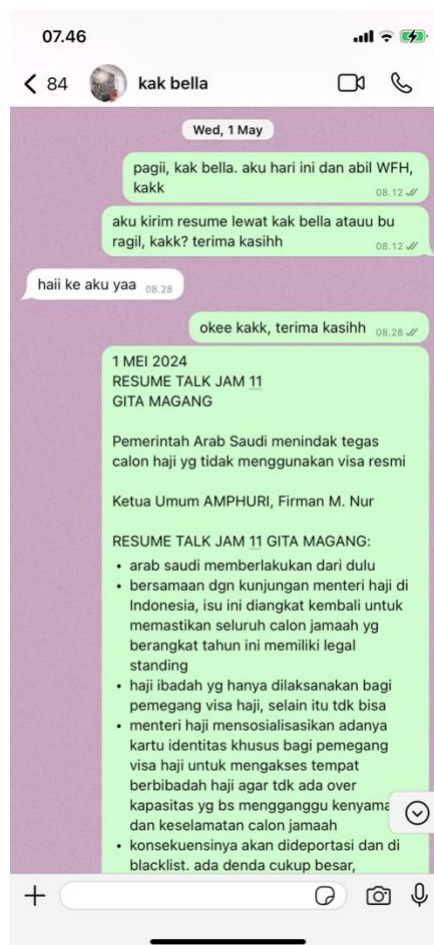 07.46
84
kak bella
Wed, 1 May
pagii, kak bella. aku hari ini dan abil WFH,
kakk
08.12
aku kirim resume lewat kak bella atauu bu
ragil, kakk? terima kasihh
08.12
haii ke aku yaa
08.28
okee kakk, terima kasihh
08.28
1 MEI 2024
RESUME TALK JAM 11
GITA MAGANG
Pemerintah Arab Saudi menindak tegas
calon haji yg tidak menggunakan visa resmi
Ketua Umum AMPHURI, Firman M. Nur
RESUME TALK JAM 11 GITA MAGANG:
• arab saudi memberlakukan dari dulu
• bersamaan dgn kunjungan menteri haji di
Indonesia, isu ini diangkat kembali untuk
memastikan seluruh calon jamaah yg
berangkat tahun ini memiliki legal
standing
• haji ibadah yg hanya dilaksanakan bagi
pemegang visa haji, selain itu tdk bisa
• menteri haji mensosialisasikan adanya
kartu identitas khusus bagi pemegang
visa haji untuk mengakses tempat
berbibadah haji agar tdk ada over
kapasitas yg bs mengganggu kenyama
dan keselamatan calon jamaah
• konsekuensinya akan dideportasi dan di
blacklist. ada denda cukup besar,